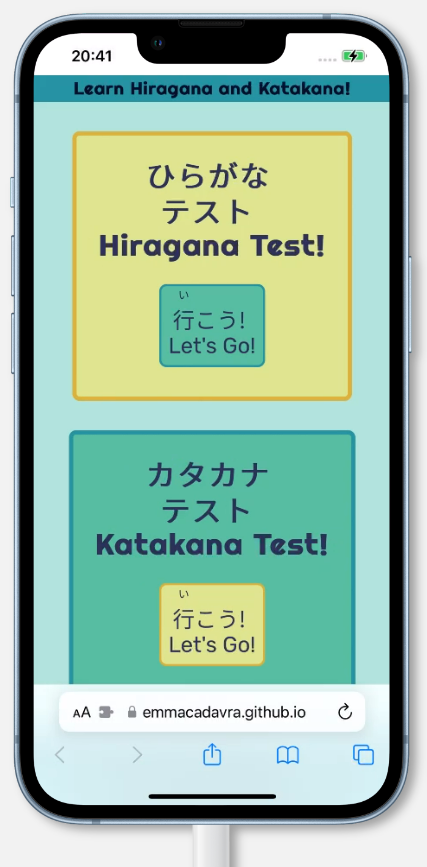 20:41
Learn Hiragana and Katakana!
ひらがな
テスト
Hiragana Test!
い
行こう!
Let's Go!
カタカナ
テスト
Katakana Test!
い
行こう!
Let's Go!
AA emmacadavra.github.io